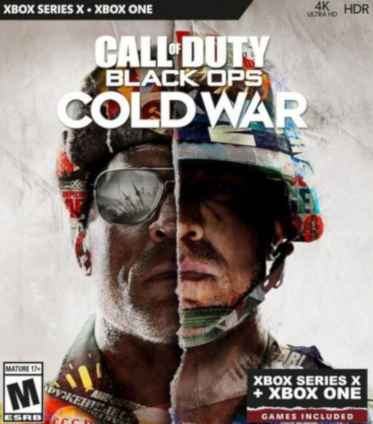 XBOX SERIES X • XBOX ONE
4K
ULTRA HD
HDR
CALL OF DUTY
BLACK OPS
COLD WAR
MATURE 17+
M
ESRB
XBOX SERIES X
+ XBOX ONE
GAMES INCLUDED